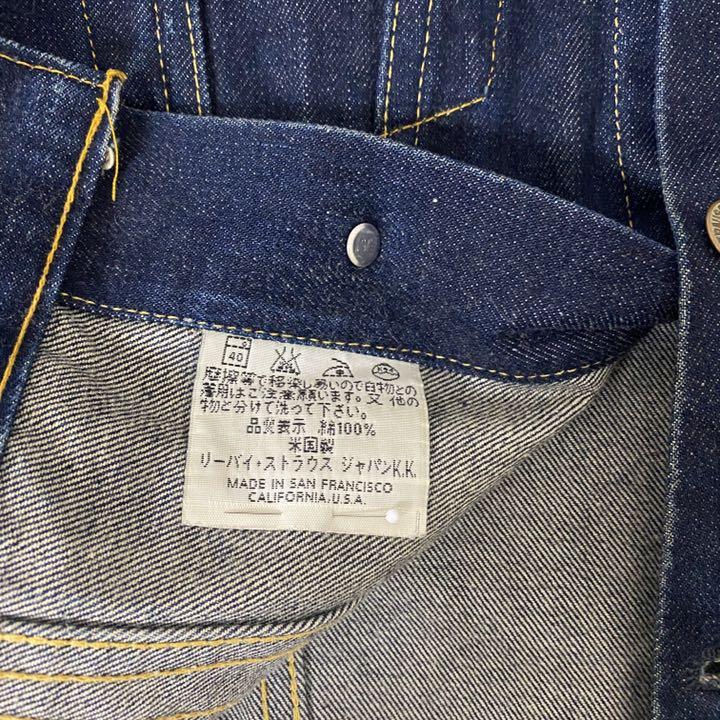 40
摩擦等で移染し易いので白物との
着用はご注意願います。又、他の
物と分けて洗って下さい。
品質表示 綿100%
米国製
リーバイ・ストラウス ジャパンK.K.
MADE IN SAN FRANCISCO
CALIFORNIA.U.S.A.